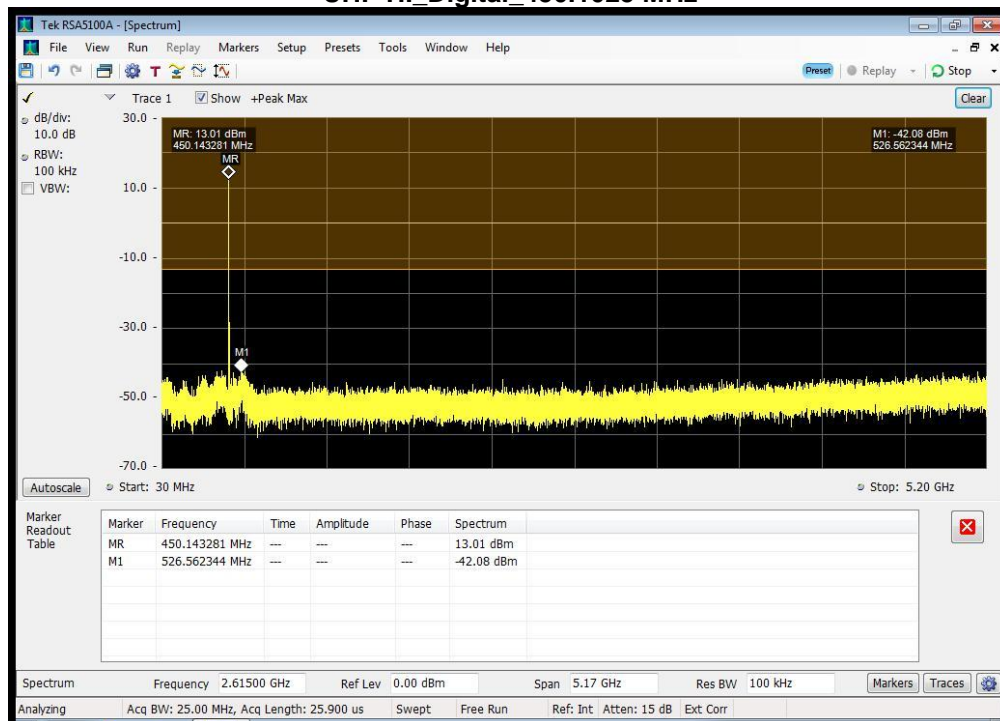 Tek RSA5100A - [Spectrum]
File View Run Replay Markers Setup Presets Tools Window Help
Preset Replay Stop
Trace 1 Show +Peak Max Clear
dB/div:
10.0 dB
RBW:
100 kHz
VBW:
30.0
10.0
-10.0
-30.0
-50.0
-70.0
MR: 13.01 dBm
450.143281 MHz
MR
M1: -42.08 dBm
526.562344 MHz
M1
Autoscale Start: 30 MHz Stop: 5.20 GHz
Marker
Readout
Table
Marker Frequency Time Amplitude Phase Spectrum
MR 450.143281 MHz --- --- --- 13.01 dBm
M1 526.562344 MHz --- --- --- -42.08 dBm
Spectrum Frequency 2.61500 GHz Ref Lev 0.00 dBm Span 5.17 GHz Res BW 100 kHz Markers Traces
Analyzing Acq BW: 25.00 MHz, Acq Length: 25.900 us Swept Free Run Ref: Int Atten: 15 dB Ext Corr